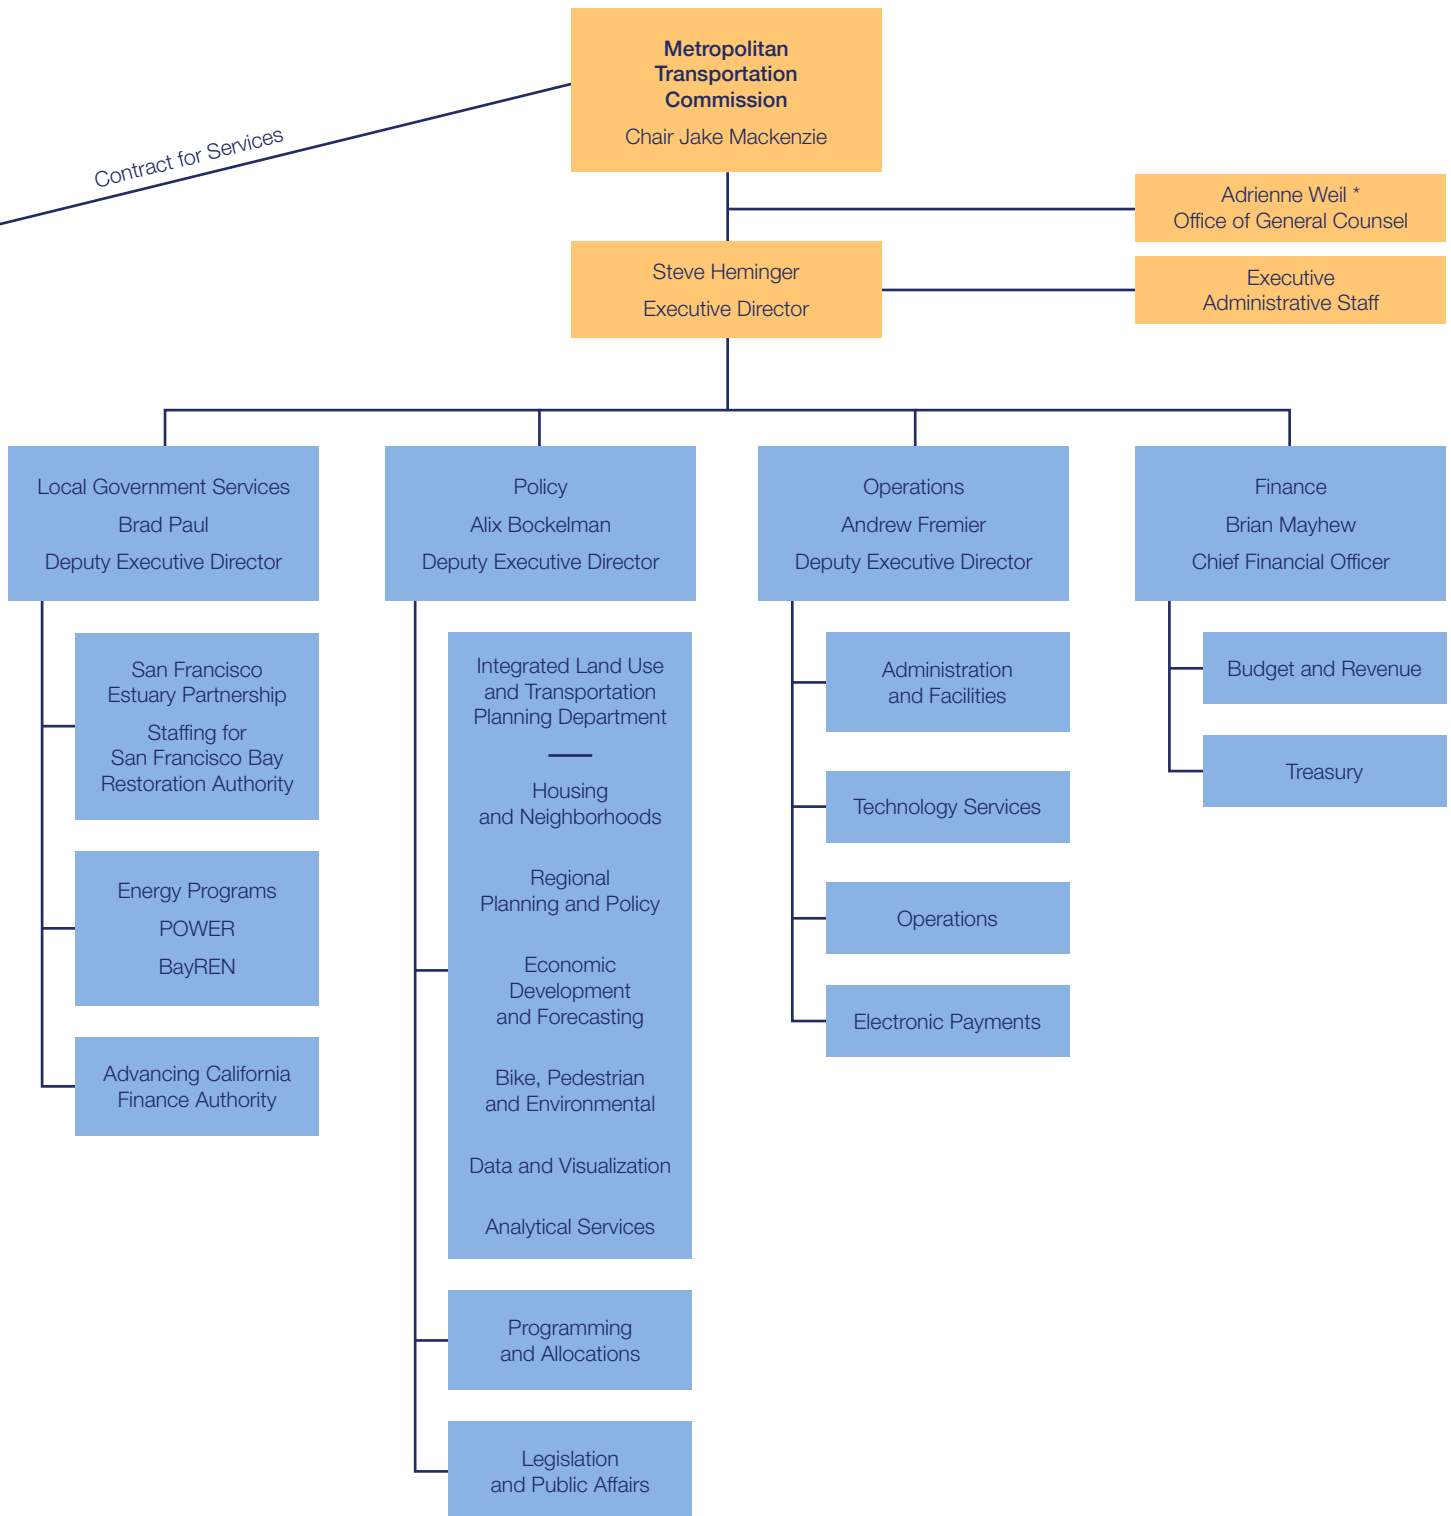 Metropolitan
Transportation
Commission
Chair Jake Mackenzie
Contract for Services
Adrienne Weil *
Office of General Counsel
Steve Heminger
Executive Director
Executive
Administrative Staff
Local Government Services
Brad Paul
Deputy Executive Director
Policy
Alix Bockelman
Deputy Executive Director
Operations
Andrew Fremier
Deputy Executive Director
Finance
Brian Mayhew
Chief Financial Officer
San Francisco
Estuary Partnership
Staffing for
San Francisco Bay
Restoration Authority
Energy Programs
POWER
BayREN
Advancing California
Finance Authority
Integrated Land Use
and Transportation
Planning Department
Housing
and Neighborhoods
Regional
Planning and Policy
Economic
Development
and Forecasting
Bike, Pedestrian
and Environmental
Data and Visualization
Analytical Services
Programming
and Allocations
Legislation
and Public Affairs
Administration
and Facilities
Technology Services
Operations
Electronic Payments
Budget and Revenue
Treasury